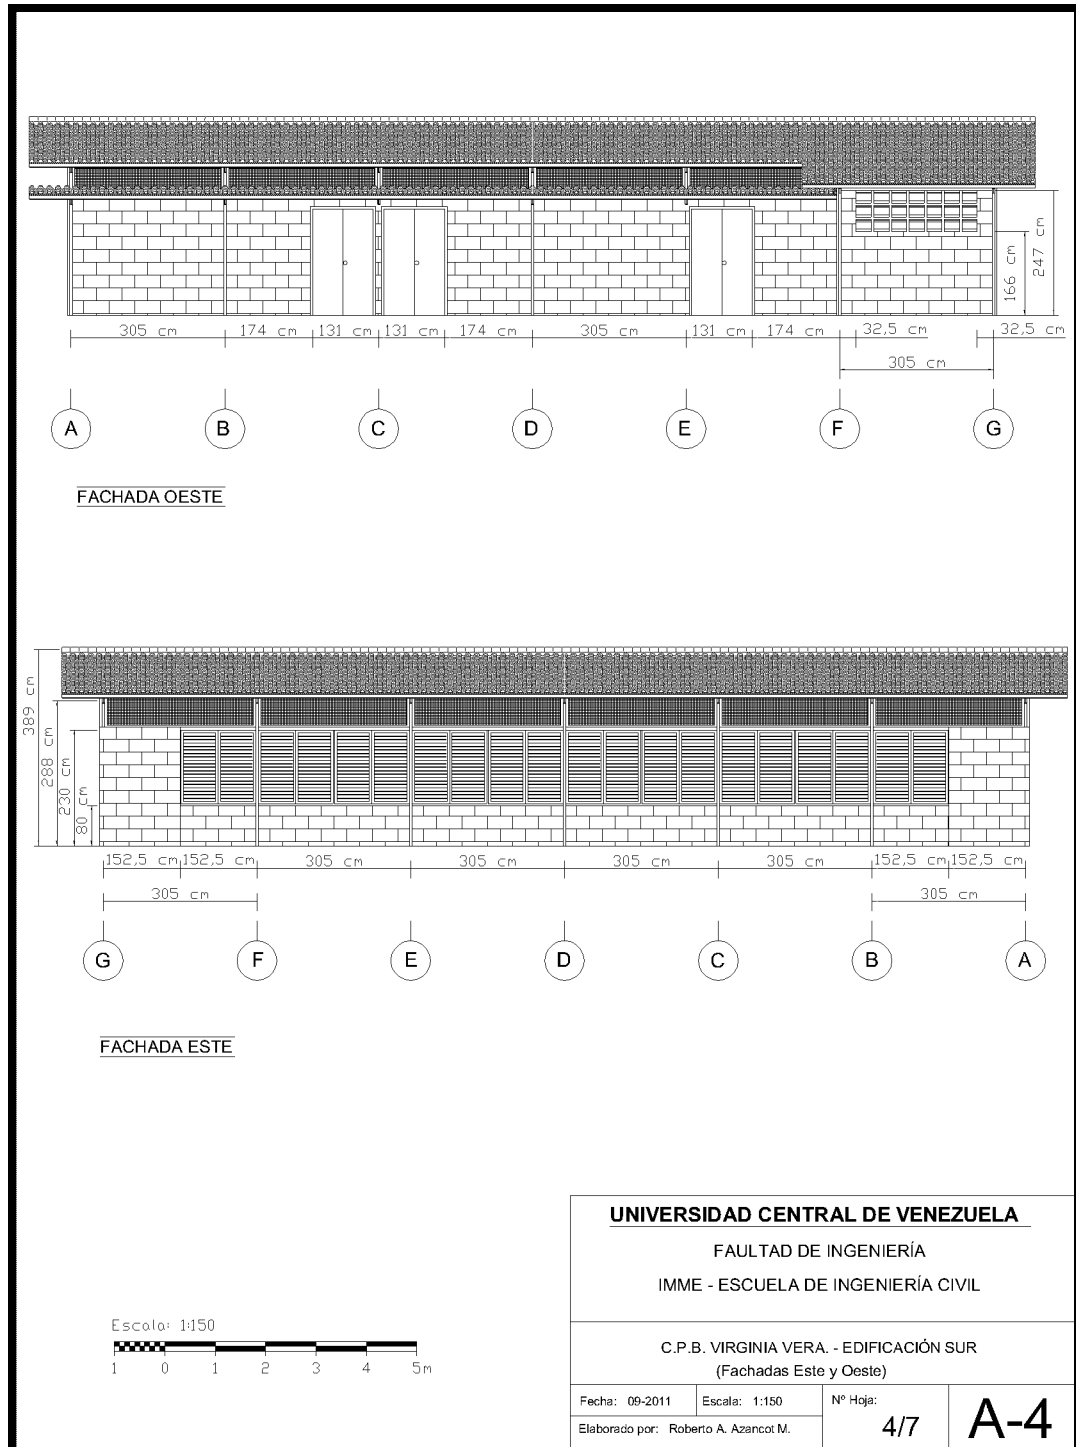 247 cm
166 cm
305 cm 174 cm 131 cm 131 cm 174 cm 305 cm 131 cm 174 cm 32,5 cm 32,5 cm
305 cm
A B C D E F G
FACHADA OESTE
389 cm
288 cm
230 cm
80 cm
152,5 cm 152,5 cm 305 cm 305 cm 305 cm 305 cm 152,5 cm 152,5 cm
305 cm 305 cm
G F E D C B A
FACHADA ESTE
Escala: 1:150
1 0 1 2 3 4 5m
UNIVERSIDAD CENTRAL DE VENEZUELA
FAULTAD DE INGENIERÍA
IMME - ESCUELA DE INGENIERÍA CIVIL
C.P.B. VIRGINIA VERA. - EDIFICACIÓN SUR
(Fachadas Este y Oeste)
Fecha: 09-2011 Escala: 1:150 Nº Hoja:
Elaborado por: Roberto A. Azancot M. 4/7 A-4